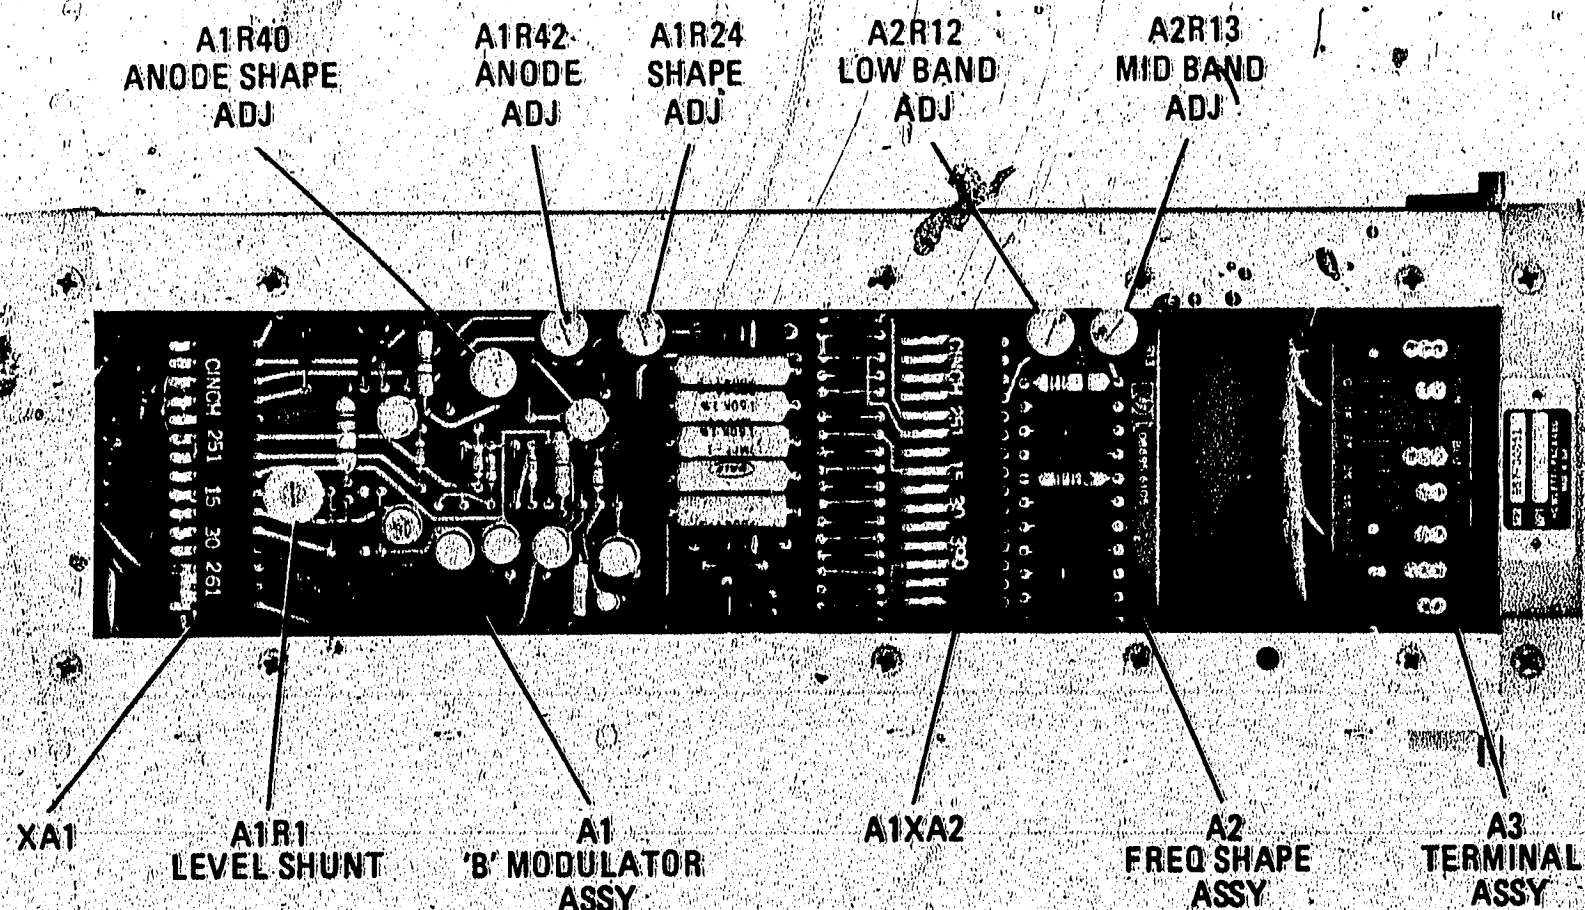 A1R40
ANODE SHAPE
ADJ
A1R42
ANODE
ADJ
A1R24
SHAPE
ADJ
A2R12
LOW BAND
ADJ
A2R13
MID BAND
ADJ
CINCH 251 15 30 261
CINCH 251 15 30 300
XA1
A1R1
LEVEL SHUNT
A1
'B' MODULATOR
ASSY
A1XA2
A2
FREQ SHAPE
ASSY
A3
TERMINAL
ASSY